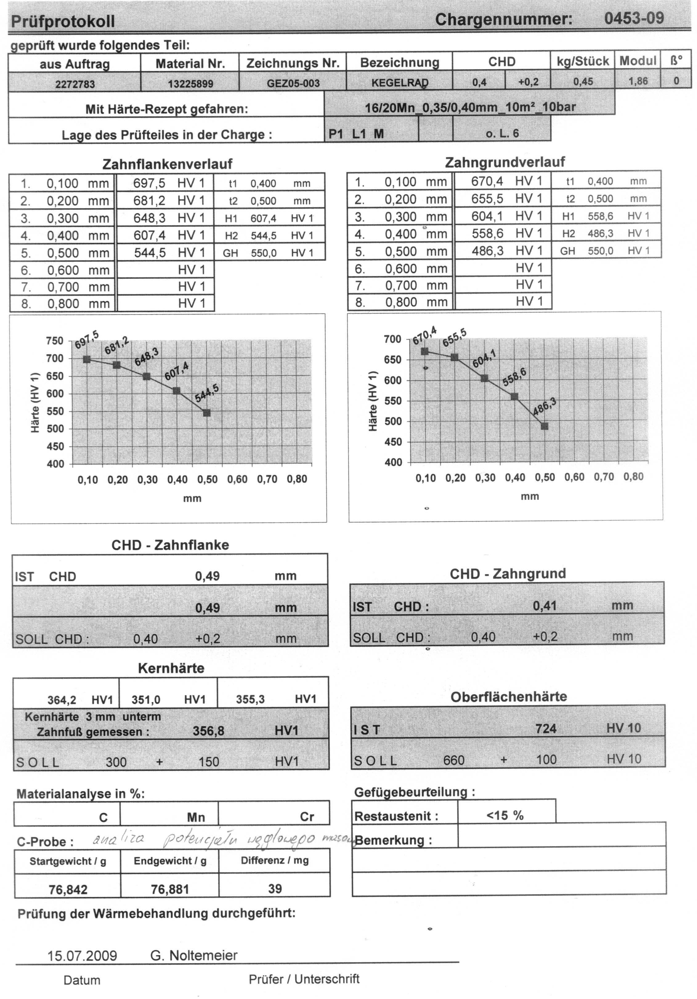 Prüfprotokoll Chargennummer: 0453-09
geprüft wurde folgendes Teil:
aus Auftrag Material Nr. Zeichnungs Nr. Bezeichnung CHD kg/Stück Modul ß°
2272783 13225899 GEZ05-003 KEGELRAD 0,4 +0,2 0,45 1,86 0
Mit Härte-Rezept gefahren: 16/20Mn_0,35/0,40mm_10m²_10bar
Lage des Prüfteiles in der Charge : P1 L1 M o. L. 6
Zahnflankenverlauf
1. 0,100 mm 697,5 HV 1 t1 0,400 mm
2. 0,200 mm 681,2 HV 1 t2 0,500 mm
3. 0,300 mm 648,3 HV 1 H1 607,4 HV 1
4. 0,400 mm 607,4 HV 1 H2 544,5 HV 1
5. 0,500 mm 544,5 HV 1 GH 550,0 HV 1
6. 0,600 mm HV 1
7. 0,700 mm HV 1
8. 0,800 mm HV 1
Zahngrundverlauf
1. 0,100 mm 670,4 HV 1 t1 0,400 mm
2. 0,200 mm 655,5 HV 1 t2 0,500 mm
3. 0,300 mm 604,1 HV 1 H1 558,6 HV 1
4. 0,400 mm 558,6 HV 1 H2 486,3 HV 1
5. 0,500 mm 486,3 HV 1 GH 550,0 HV 1
6. 0,600 mm HV 1
7. 0,700 mm HV 1
8. 0,800 mm HV 1
Härte (HV 1)
750
700
650
600
550
500
450
400
697,5
681,2
648,3
607,4
544,5
0,10 0,20 0,30 0,40 0,50 0,60 0,70 0,80
mm
Härte (HV 1)
700
650
600
550
500
450
400
670,4
655,5
604,1
558,6
486,3
0,10 0,20 0,30 0,40 0,50 0,60 0,70 0,80
mm
CHD - Zahnflanke
IST CHD 0,49 mm
0,49 mm
SOLL CHD : 0,40 +0,2 mm
CHD - Zahngrund
IST CHD : 0,41 mm
SOLL CHD : 0,40 +0,2 mm
Kernhärte
364,2 HV1 351,0 HV1 355,3 HV1
Kernhärte 3 mm unterm
Zahnfuß gemessen : 356,8 HV1
SOLL 300 + 150 HV1
Oberflächenhärte
IST 724 HV 10
SOLL 660 + 100 HV 10
Materialanalyse in %:
C Mn Cr
C-Probe : analiza potencjału węglowego
Startgewicht / g Endgewicht / g Differenz / mg
76,842 76,881 39
Gefügebeurteilung :
Restaustenit : <15 %
Bemerkung :
Prüfung der Wärmebehandlung durchgeführt:
15.07.2009 G. Noltemeier
Datum Prüfer / Unterschrift